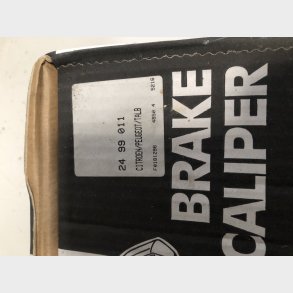 24 99 011
CITROEN/PEUGEOT/TALB
BRAKE
CALIPER